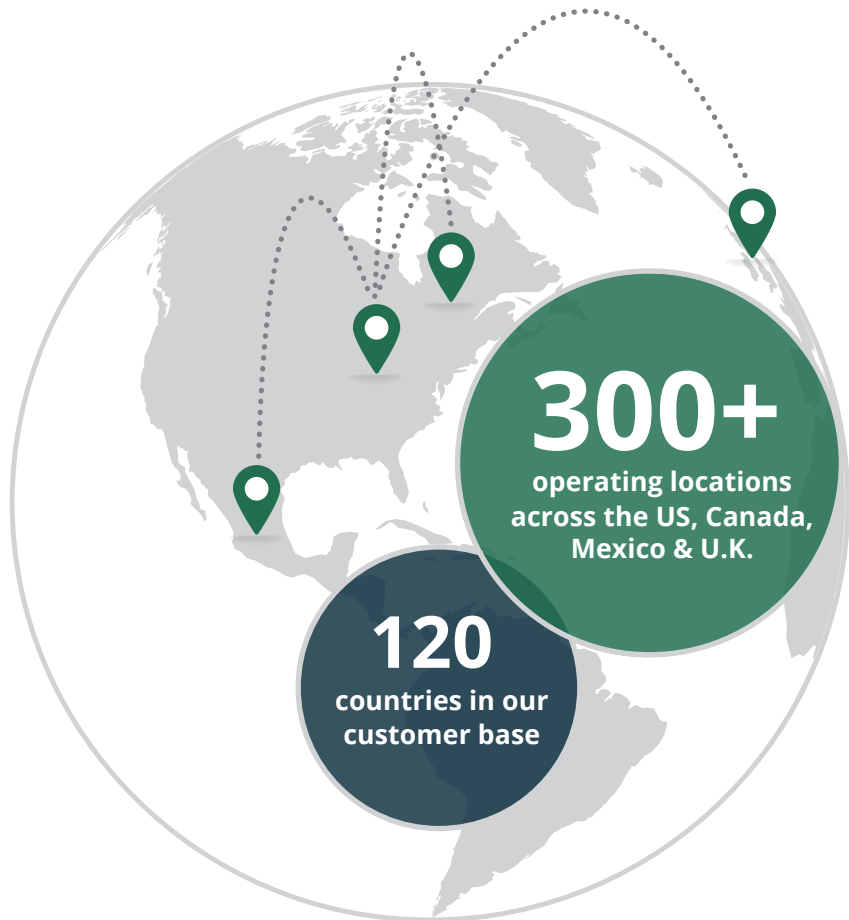 300+
operating locations
across the US, Canada,
Mexico & U.K.
120
countries in our
customer base